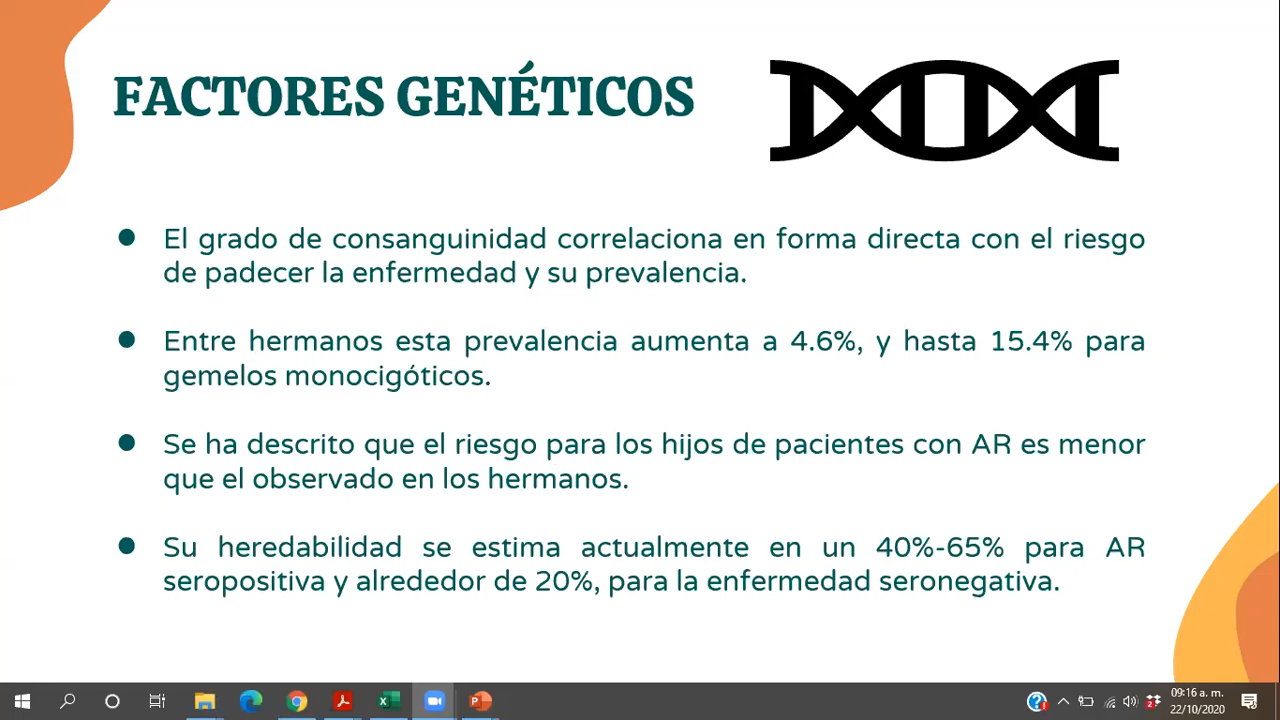 FACTORES GENÉTICOS
● El grado de consanguinidad correlaciona en forma directa con el riesgo
de padecer la enfermedad y su prevalencia.
● Entre hermanos esta prevalencia aumenta a 4.6%, y hasta 15.4% para
gemelos monocigóticos.
● Se ha descrito que el riesgo para los hijos de pacientes con AR es menor
que el observado en los hermanos.
● Su heredabilidad se estima actualmente en un 40%-65% para AR
seropositiva y alrededor de 20%, para la enfermedad seronegativa.
09:16 a. m.
22/10/2020